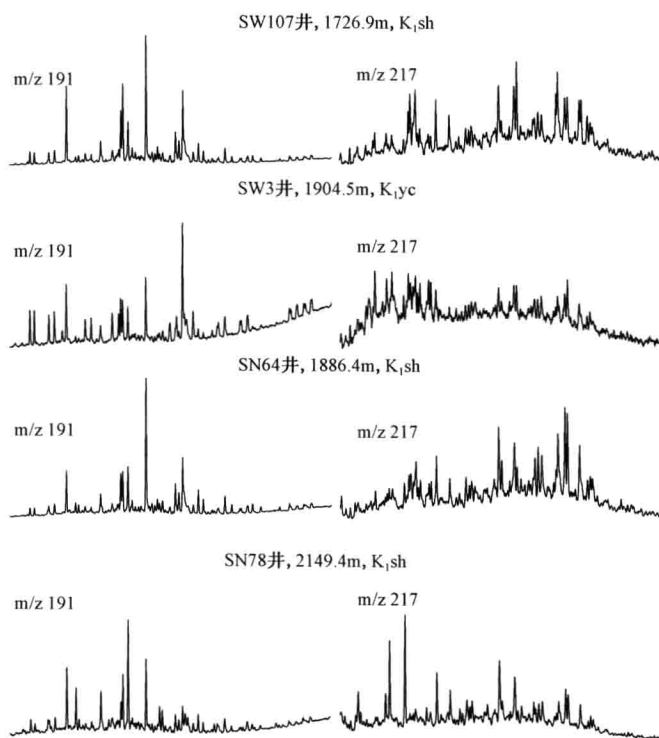 SW107井, 1726.9m, K₁sh
m/z 191
m/z 217
SW3井, 1904.5m, K₁yc
m/z 191
m/z 217
SN64井, 1886.4m, K₁sh
m/z 191
m/z 217
SN78井, 2149.4m, K₁sh
m/z 191
m/z 217